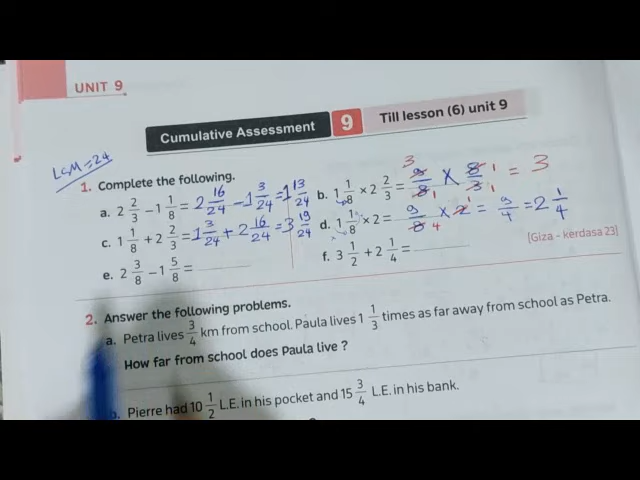 UNIT 9
Cumulative Assessment 9 Till lesson (6) unit 9
LSM = 24
1. Complete the following.
a. 2 2/3 − 1 1/8 = 2 16/24 − 1 3/24 = 1 13/24
b. 1 1/8 × 2 2/3 = 9/8 × 8/3 = 3
c. 1 1/8 + 2 2/3 = 1 3/24 + 2 16/24 = 3 19/24
d. 1 1/8 × 2 = 9/8 × 2 = 9/4 = 2 1/4
[Giza - kerdasa 23]
e. 2 3/8 − 1 5/8 =
f. 3 1/2 + 2 1/4 =
2. Answer the following problems.
a. Petra lives 3/4 km from school. Paula lives 1 1/3 times as far away from school as Petra.
How far from school does Paula live ?
b. Pierre had 10 1/2 L.E. in his pocket and 15 3/4 L.E. in his bank.